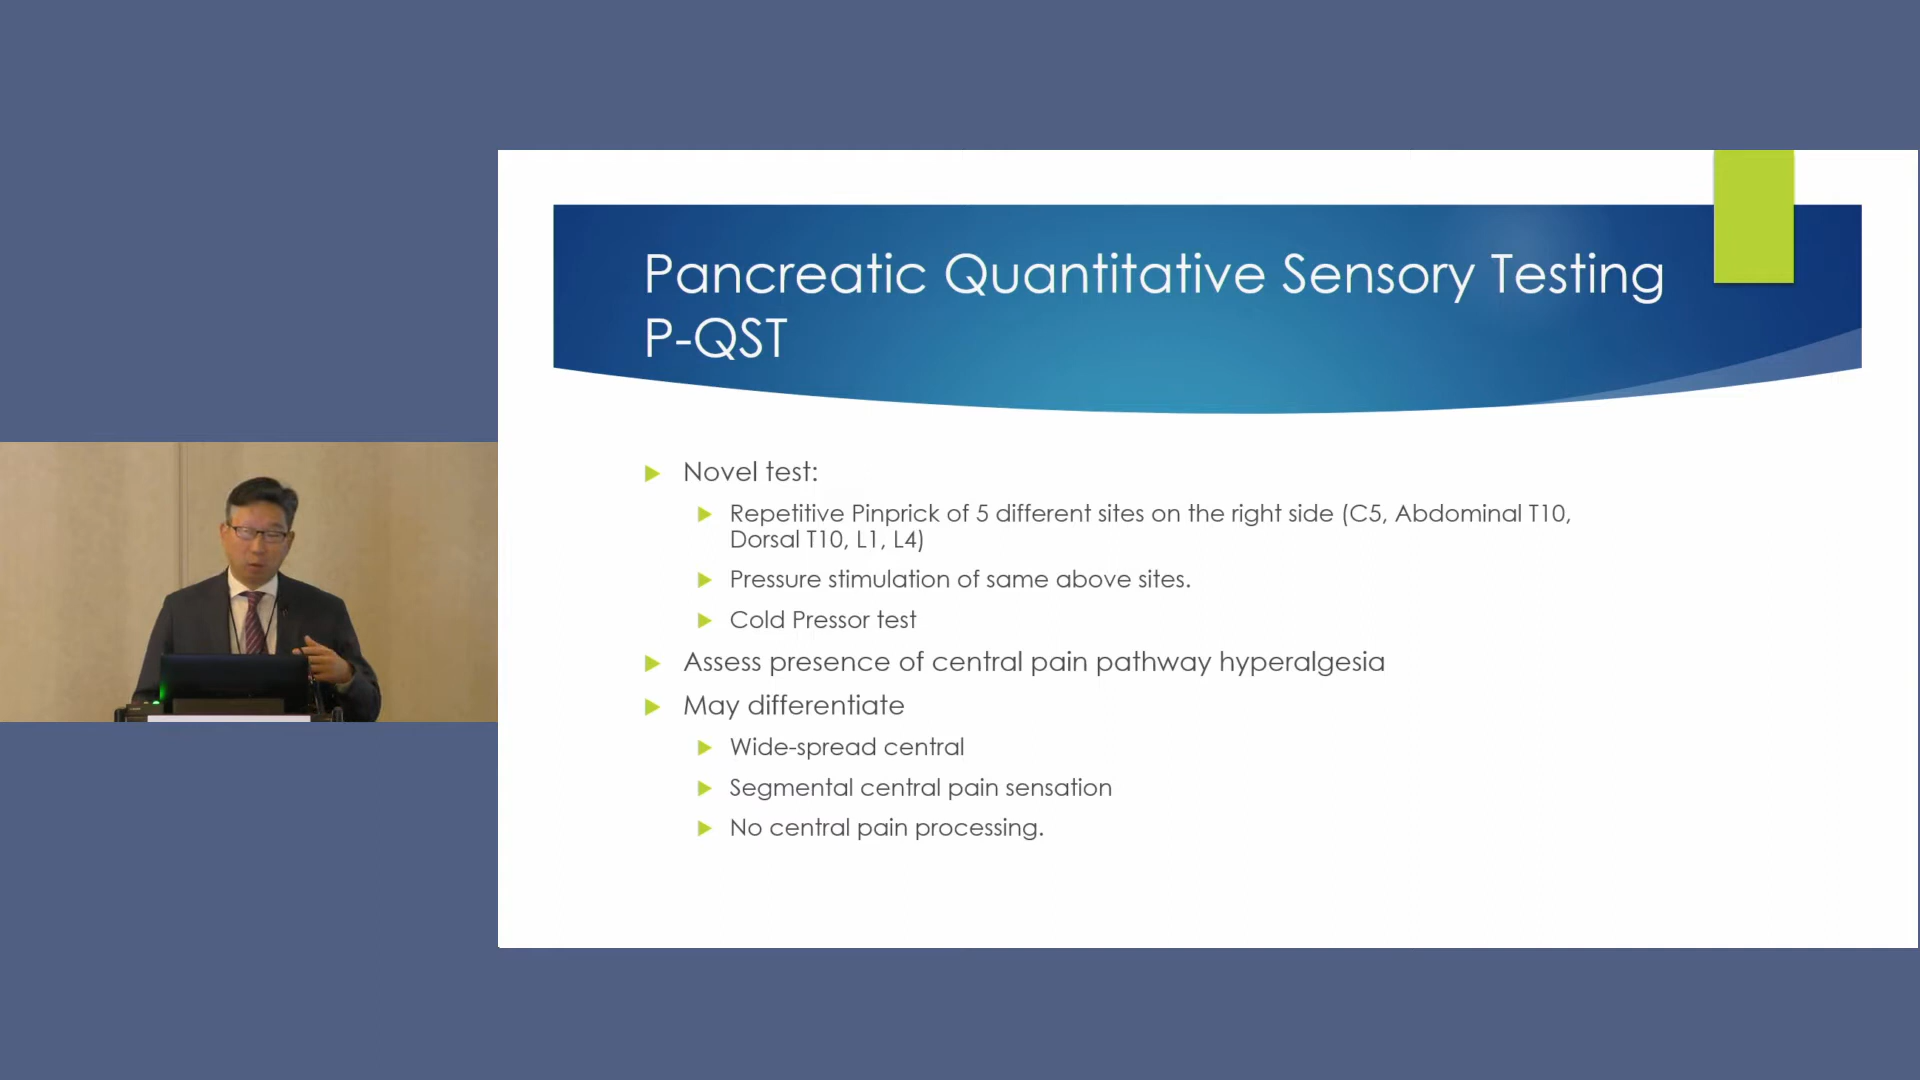 Pancreatic Quantitative Sensory Testing
P-QST
Novel test:
Repetitive Pinprick of 5 different sites on the right side (C5, Abdominal T10,
Dorsal T10, L1, L4)
Pressure stimulation of same above sites.
Cold Pressor test
Assess presence of central pain pathway hyperalgesia
May differentiate
Wide-spread central
Segmental central pain sensation
No central pain processing.